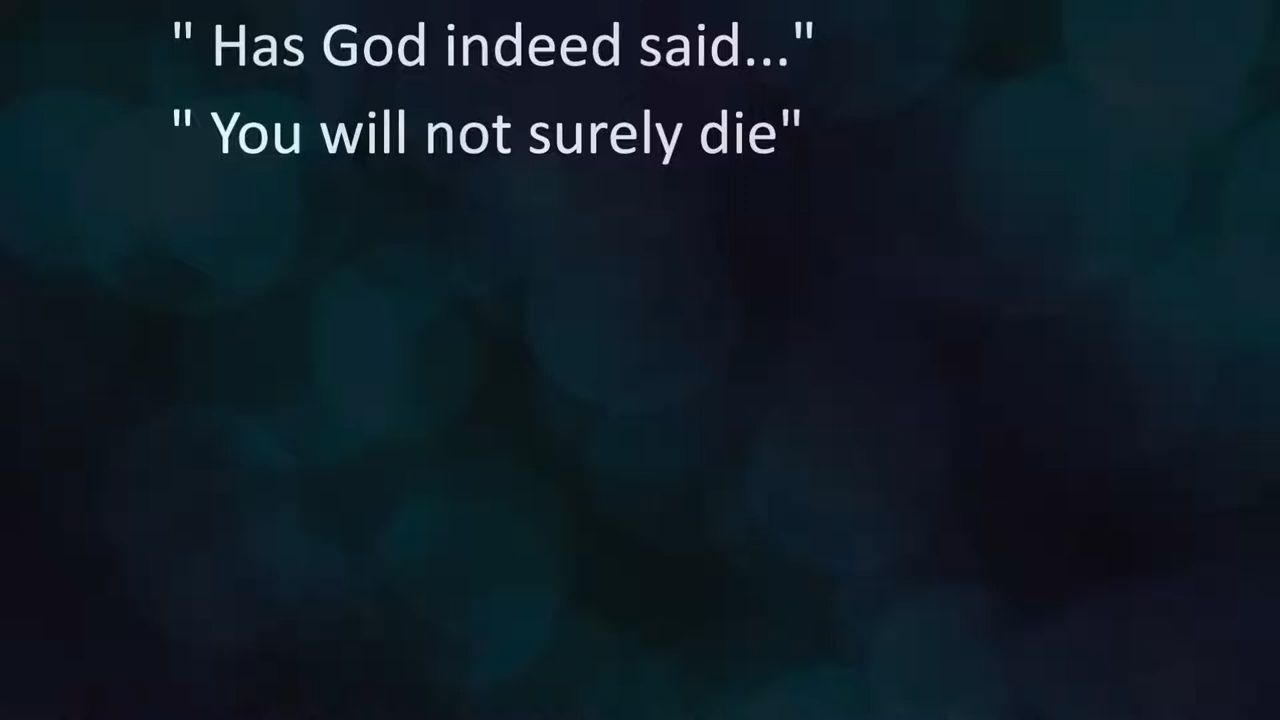 " Has God indeed said..."
" You will not surely die"